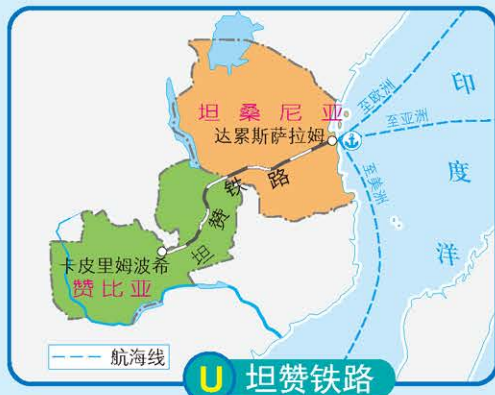 坦桑尼亚
达累斯萨拉姆
至欧洲
至亚洲
至美洲
印度洋
坦赞铁路
卡皮里姆波希
赞比亚
航海线
U 坦赞铁路